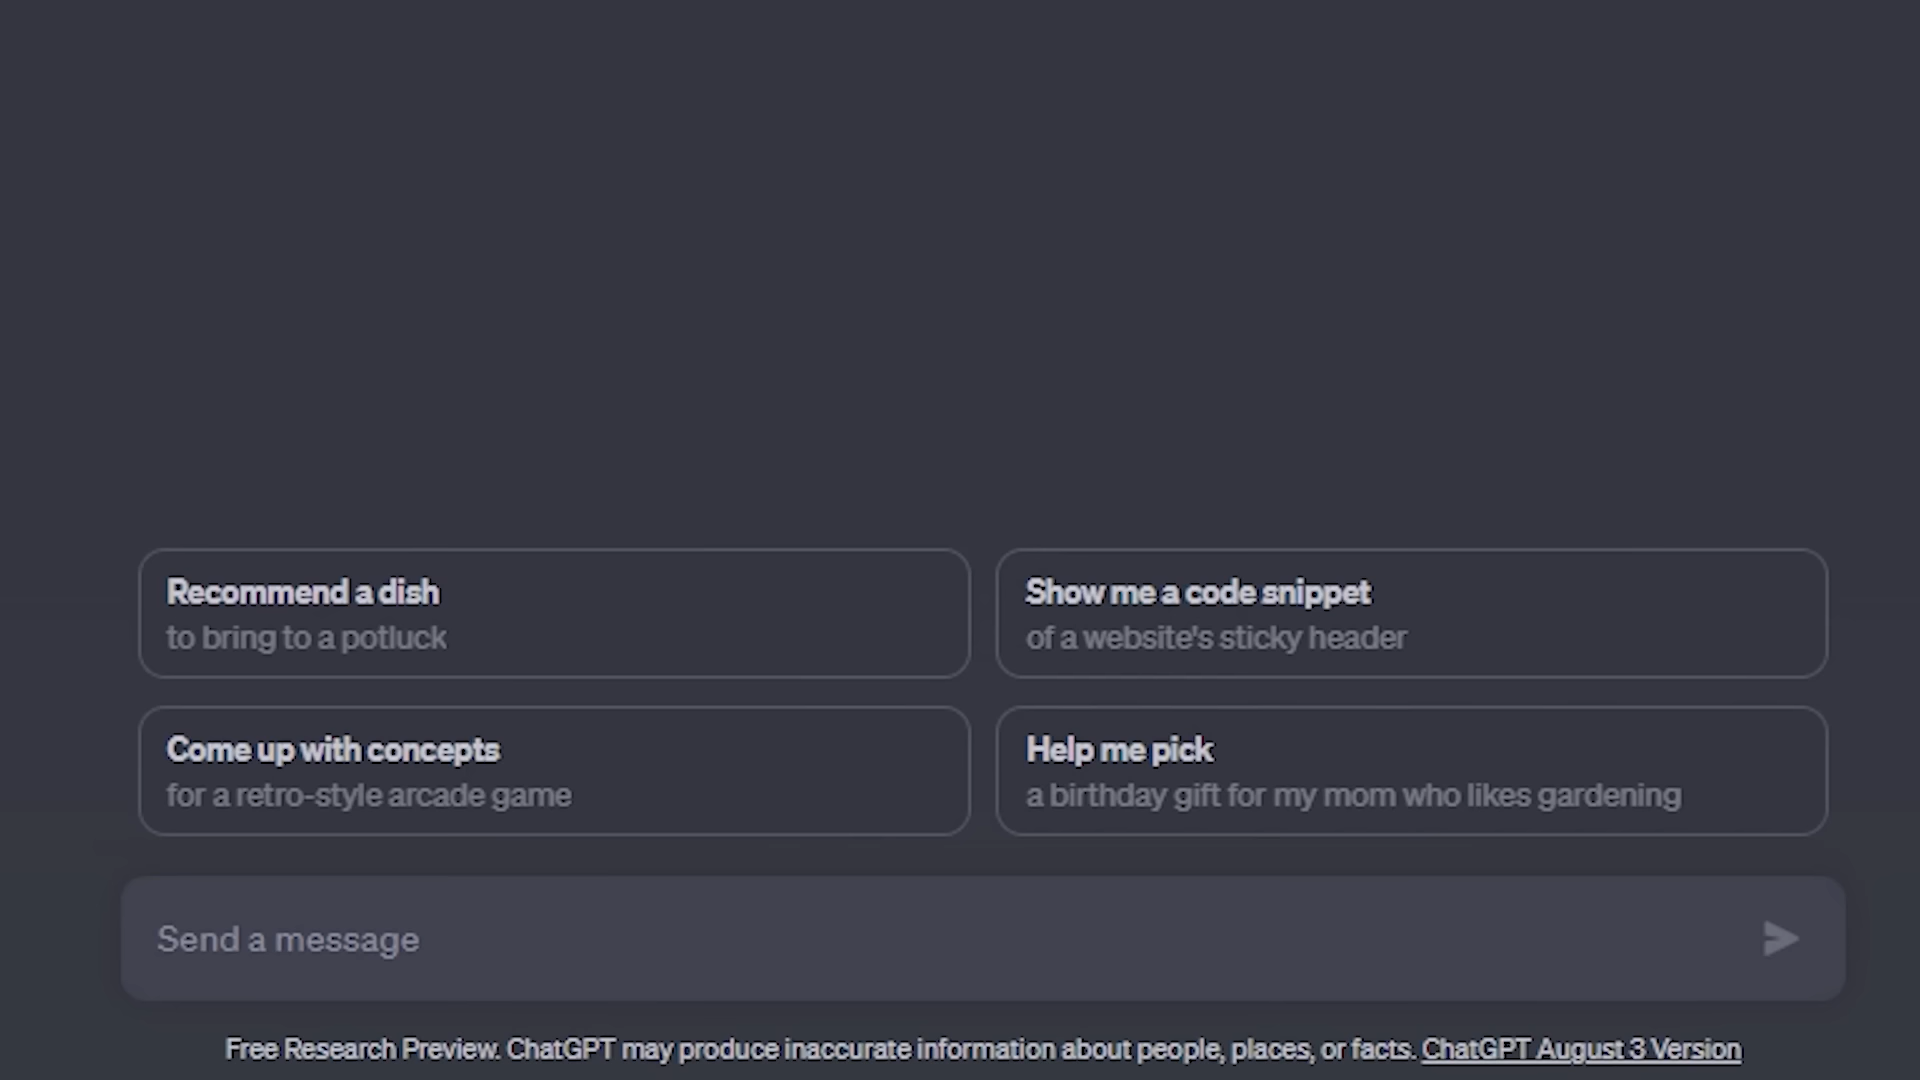 Recommend a dish
to bring to a potluck
Show me a code snippet
of a website's sticky header
Come up with concepts
for a retro-style arcade game
Help me pick
a birthday gift for my mom who likes gardening
Send a message
Free Research Preview. ChatGPT may produce inaccurate information about people, places, or facts. ChatGPT August 3 Version